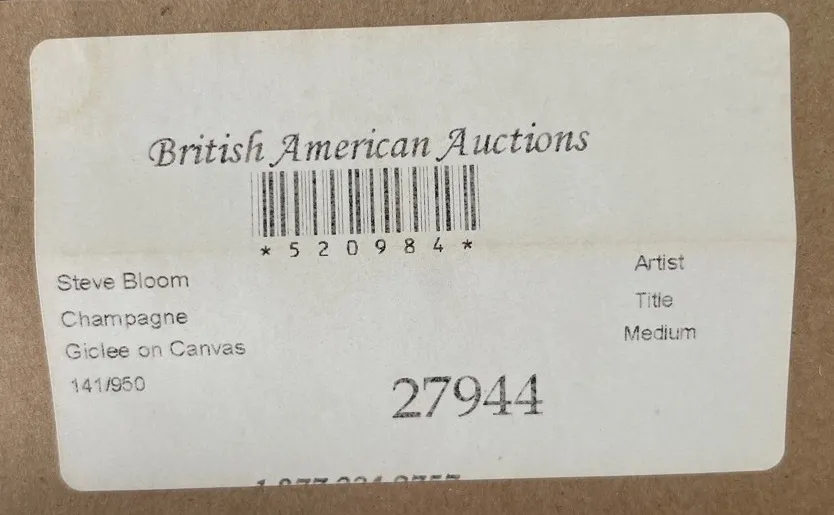 British American Auctions
*520984*
Steve Bloom Artist
Champagne Title
Giclee on Canvas Medium
141/950
27944